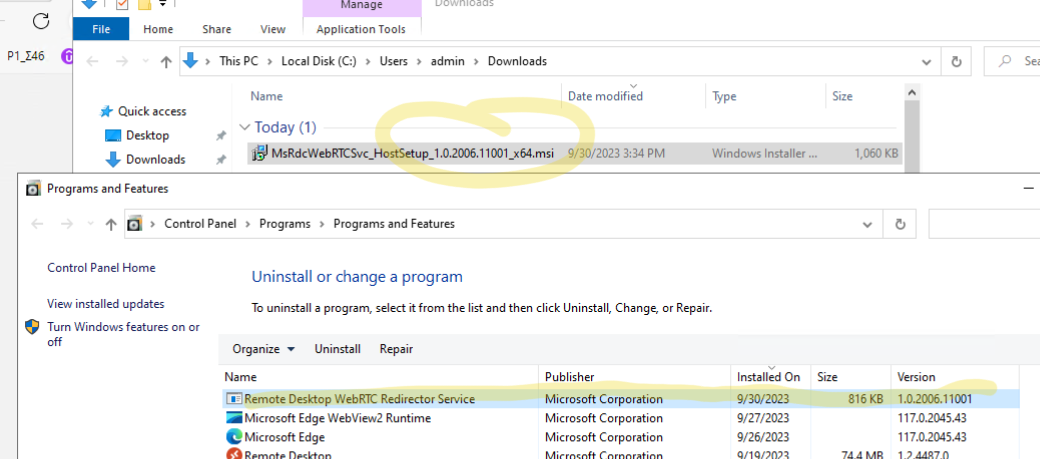 Manage
Downloads
File Home Share View Application Tools
P1_Σ46
This PC > Local Disk (C:) > Users > admin > Downloads
Name Date modified Type Size
Quick access
Today (1)
Desktop
MsRdcWebRTCSvc_HostSetup_1.0.2006.11001_x64.msi 9/30/2023 3:34 PM Windows Installer ... 1,060 KB
Downloads
Programs and Features
Control Panel > Programs > Programs and Features
Control Panel Home
Uninstall or change a program
View installed updates
To uninstall a program, select it from the list and then click Uninstall, Change, or Repair.
Turn Windows features on or
off
Organize Uninstall Repair
Name Publisher Installed On Size Version
Remote Desktop WebRTC Redirector Service Microsoft Corporation 9/30/2023 816 KB 1.0.2006.11001
Microsoft Edge WebView2 Runtime Microsoft Corporation 9/27/2023 117.0.2045.43
Microsoft Edge Microsoft Corporation 9/26/2023 117.0.2045.43
Remote Desktop Microsoft Corporation 9/19/2023 74.4 MB 1.2.4487.0